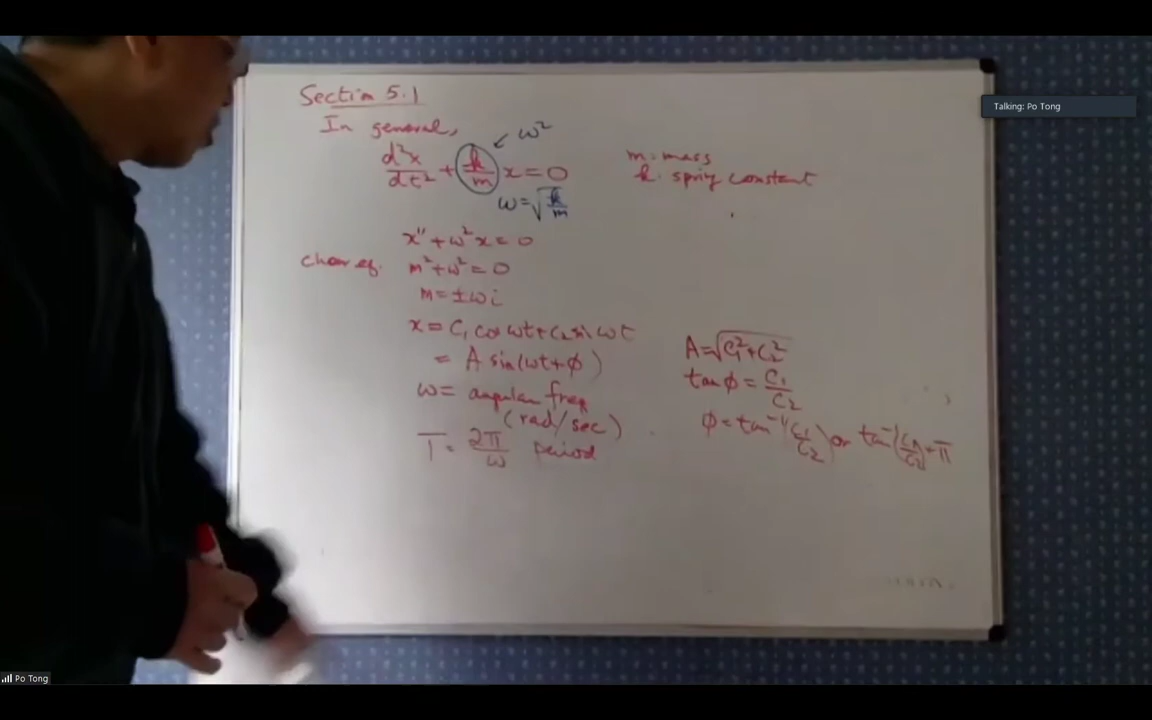 Section 5.1
In general,
← ω²
d²x/dt² + k/m x = 0
ω = √(k/m)
m: mass
k: spring constant
x'' + ω²x = 0
Char eq. m² + ω² = 0
m = ±ωi
x = C₁ cos ωt + C₂ sin ωt
= A sin(ωt + φ)
ω = angular freq
(rad/sec)
T = 2π/ω period
A = √(C₁² + C₂²)
tan φ = C₁/C₂
φ = tan⁻¹(C₁/C₂) or tan⁻¹(C₁/C₂) + π
Talking: Po Tong
Po Tong